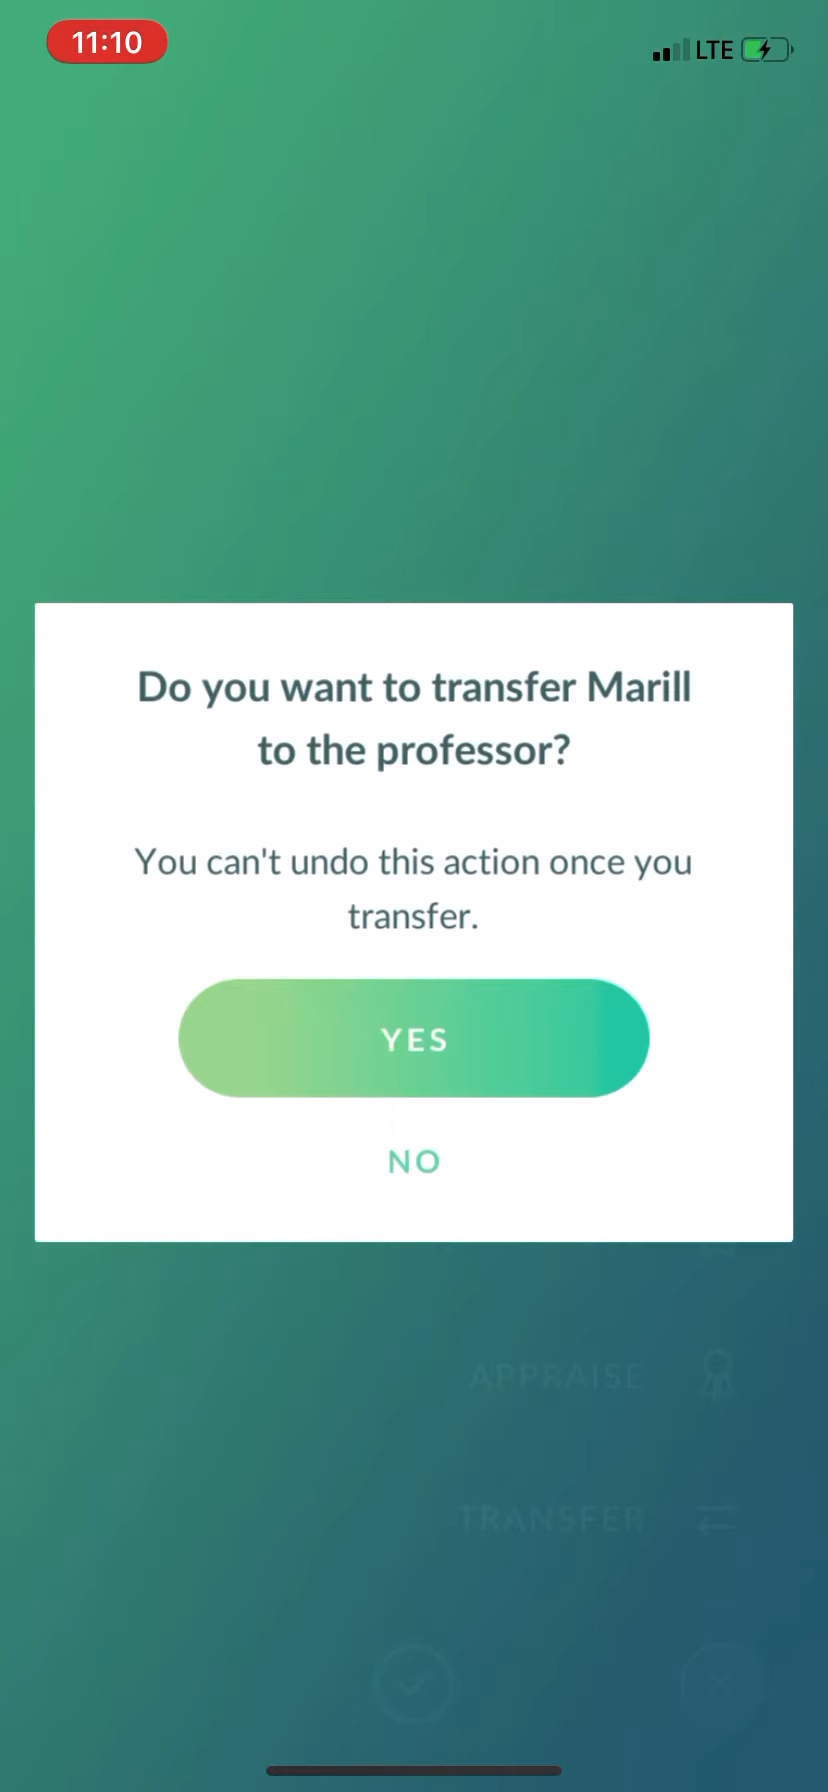 11:10
LTE
Do you want to transfer Marill
to the professor?
You can't undo this action once you
transfer.
YES
NO
APPRAISE
TRANSFER